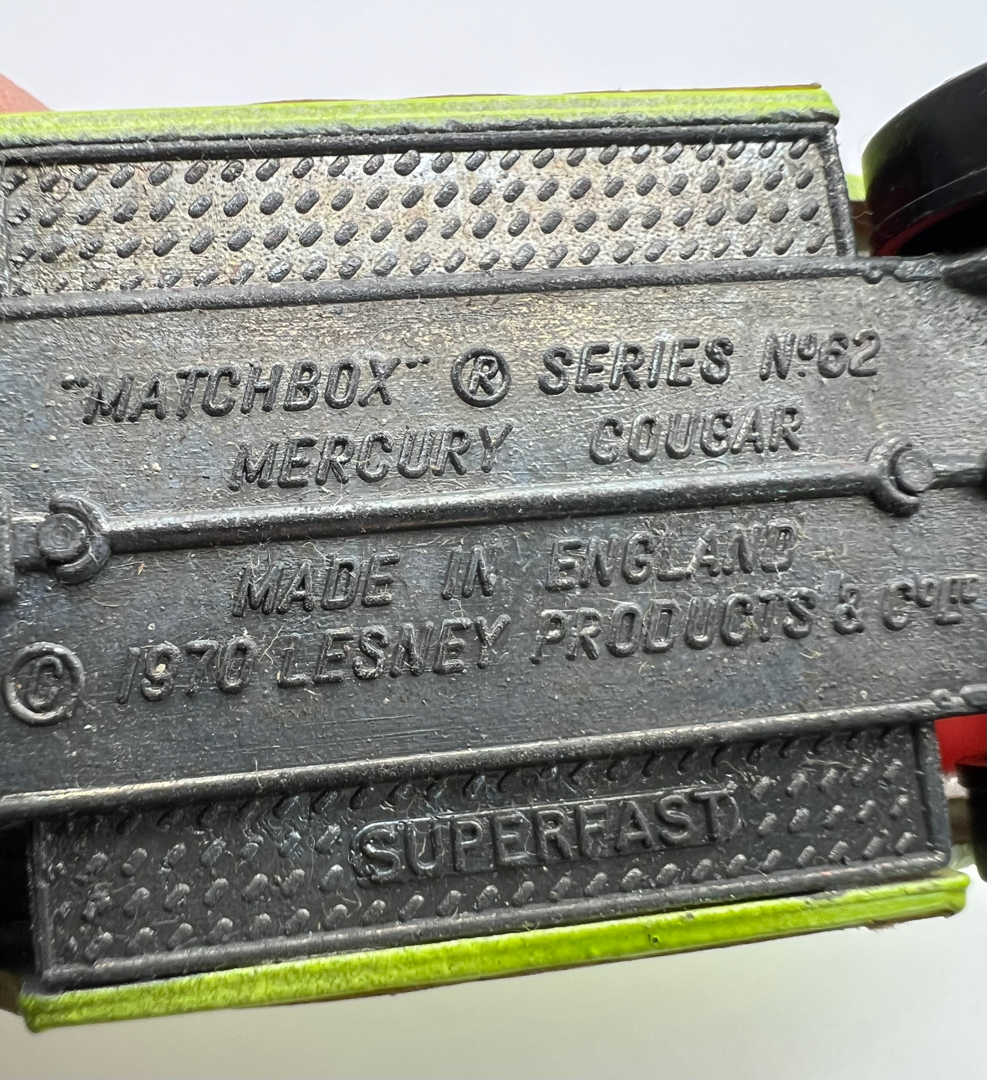 "MATCHBOX" ® SERIES Nº62
MERCURY COUGAR
MADE IN ENGLAND
© 1970 LESNEY PRODUCTS & Cº LTD
SUPERFAST